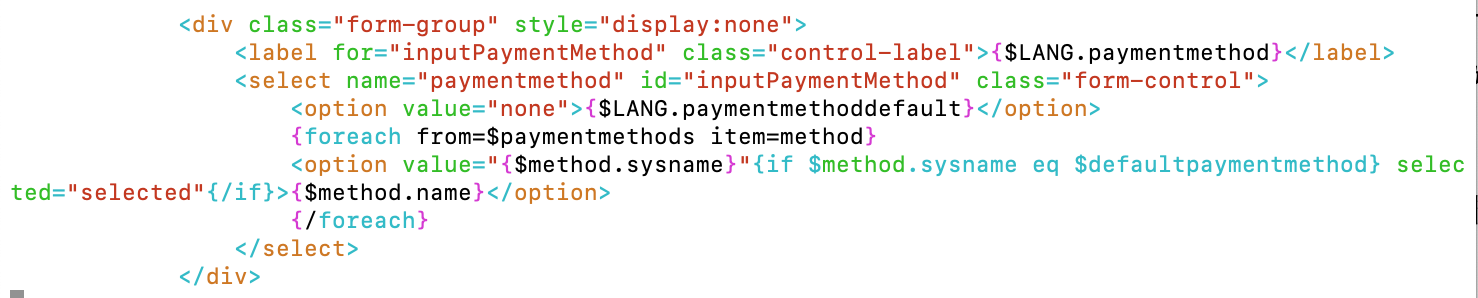 <div class="form-group" style="display:none">
<label for="inputPaymentMethod" class="control-label">{$LANG.paymentmethod}</label>
<select name="paymentmethod" id="inputPaymentMethod" class="form-control">
<option value="none">{$LANG.paymentmethoddefault}</option>
{foreach from=$paymentmethods item=method}
<option value="{$method.sysname}"{if $method.sysname eq $defaultpaymentmethod} selec
ted="selected"{/if}>{$method.name}</option>
{/foreach}
</select>
</div>